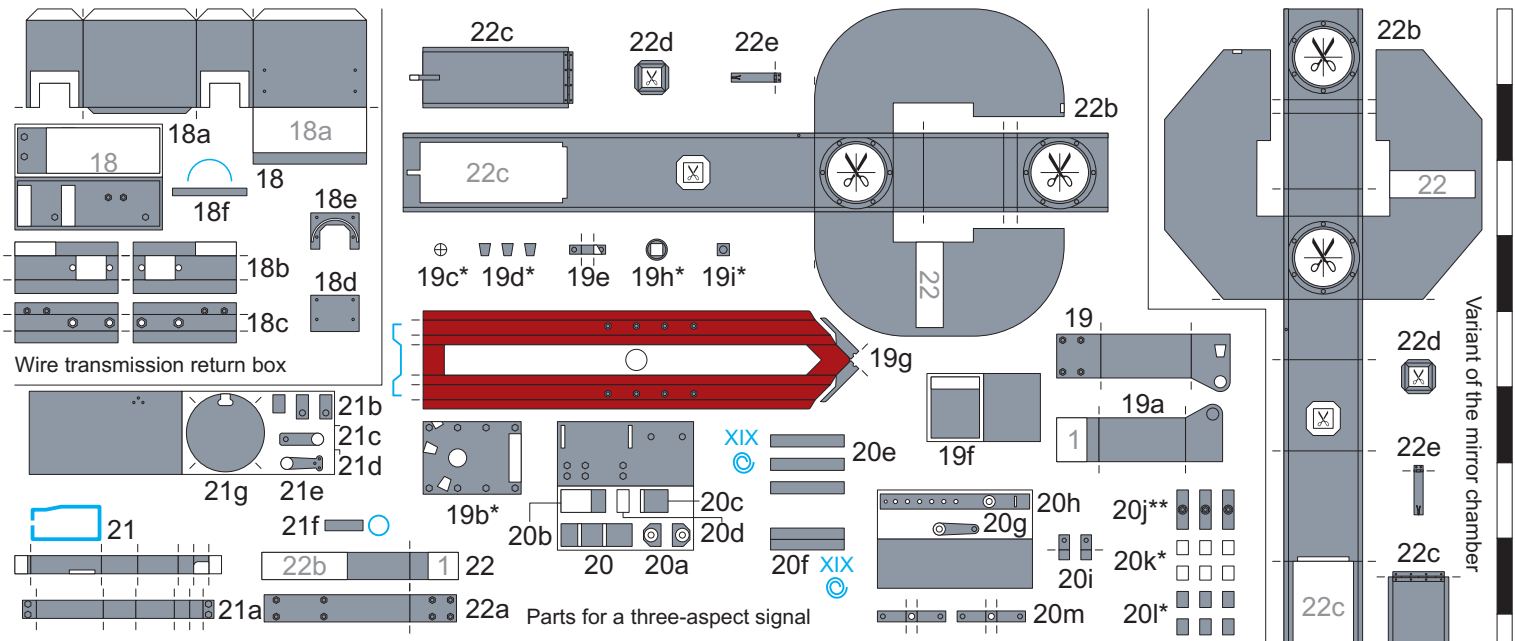 18a
18a
18
18
18f
18e
18b
18d
18c
Wire transmission return box
22c
22d
22e
22b
22c
22
19c*
19d*
19e
19h*
19i*
19g
19
19a
1
19f
21b
21c
21d
21g
21e
21f
21
21a
22b
1
22
22a
19b*
20b
20c
20d
20
20a
XIX
20e
20f
XIX
20h
20g
20i
20m
20j**
20k*
20l*
Parts for a three-aspect signal
22b
22
22d
22e
22c
22c
Variant of the mirror chamber